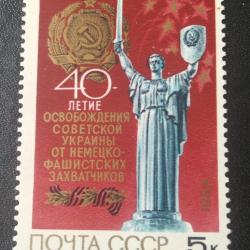 40-
ЛЕТИЕ
ОСВОБОЖДЕНИЯ
СОВЕТСКОЙ
УКРАИНЫ
ОТ НЕМЕЦКО-
ФАШИСТСКИХ
ЗАХВАТЧИКОВ
5к
ПОЧТА СССР